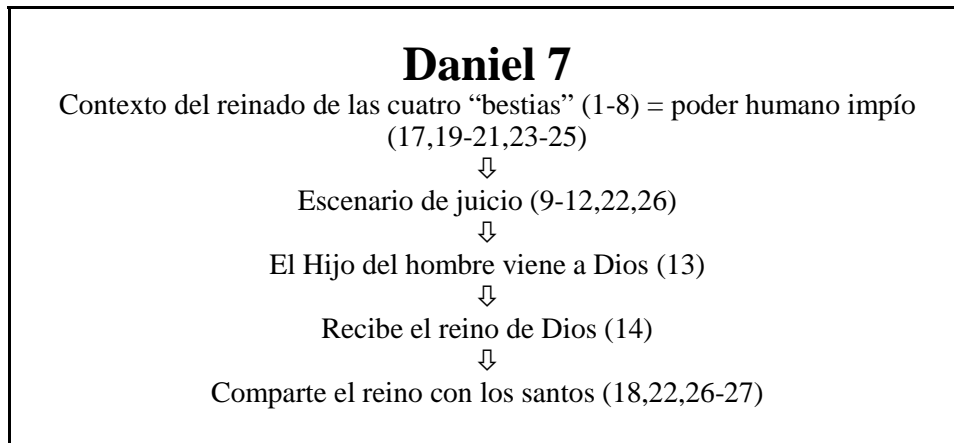 Daniel 7
Contexto del reinado de las cuatro “bestias” (1-8) = poder humano impío
(17,19-21,23-25)
⇩
Escenario de juicio (9-12,22,26)
⇩
El Hijo del hombre viene a Dios (13)
⇩
Recibe el reino de Dios (14)
⇩
Comparte el reino con los santos (18,22,26-27)